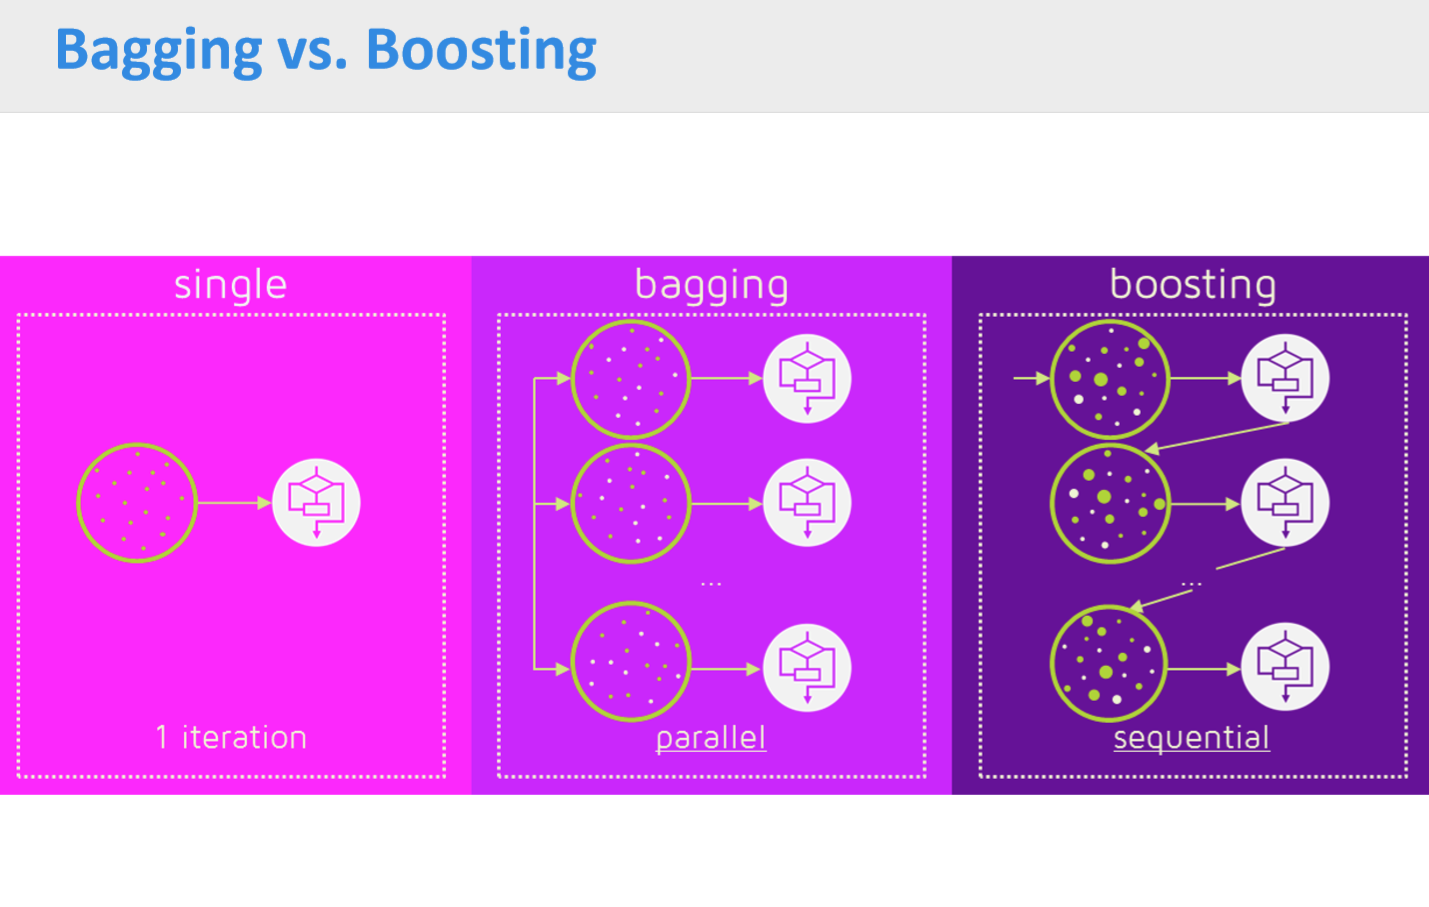 Bagging vs. Boosting
single
bagging
boosting
...
...
1 iteration
parallel
sequential